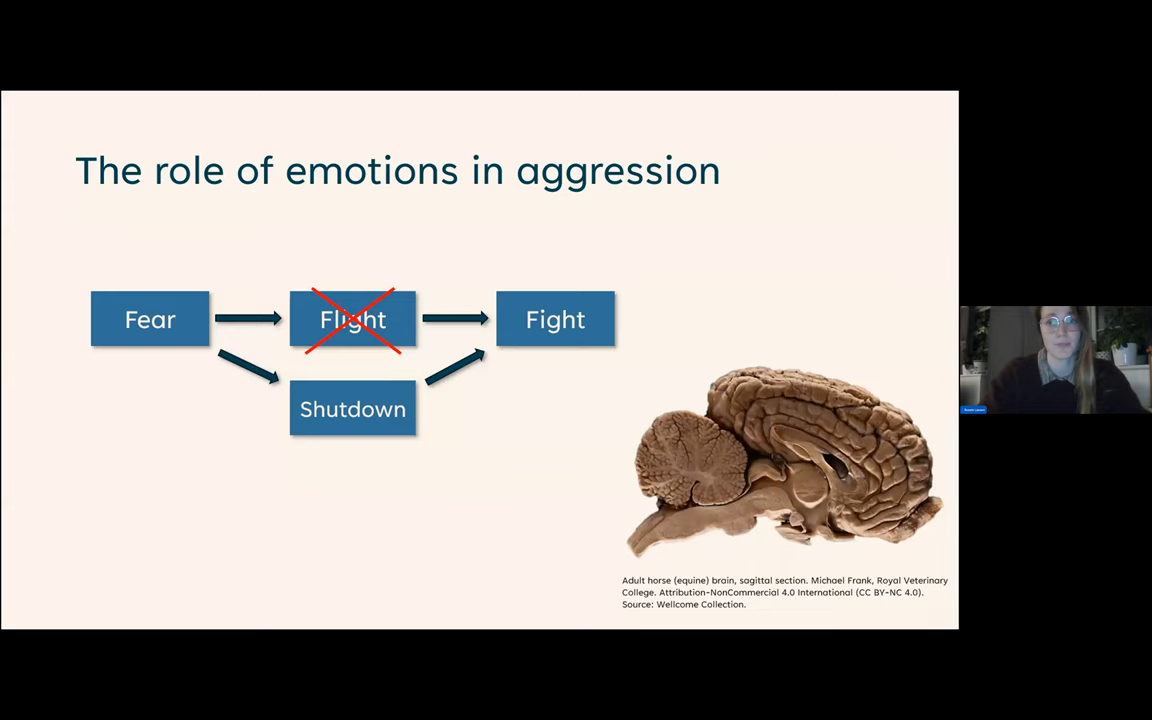 The role of emotions in aggression
Fear
Flight
Fight
Shutdown
Adult horse (equine) brain, sagittal section. Michael Frank, Royal Veterinary
College. Attribution-NonCommercial 4.0 International (CC BY-NC 4.0).
Source: Wellcome Collection.